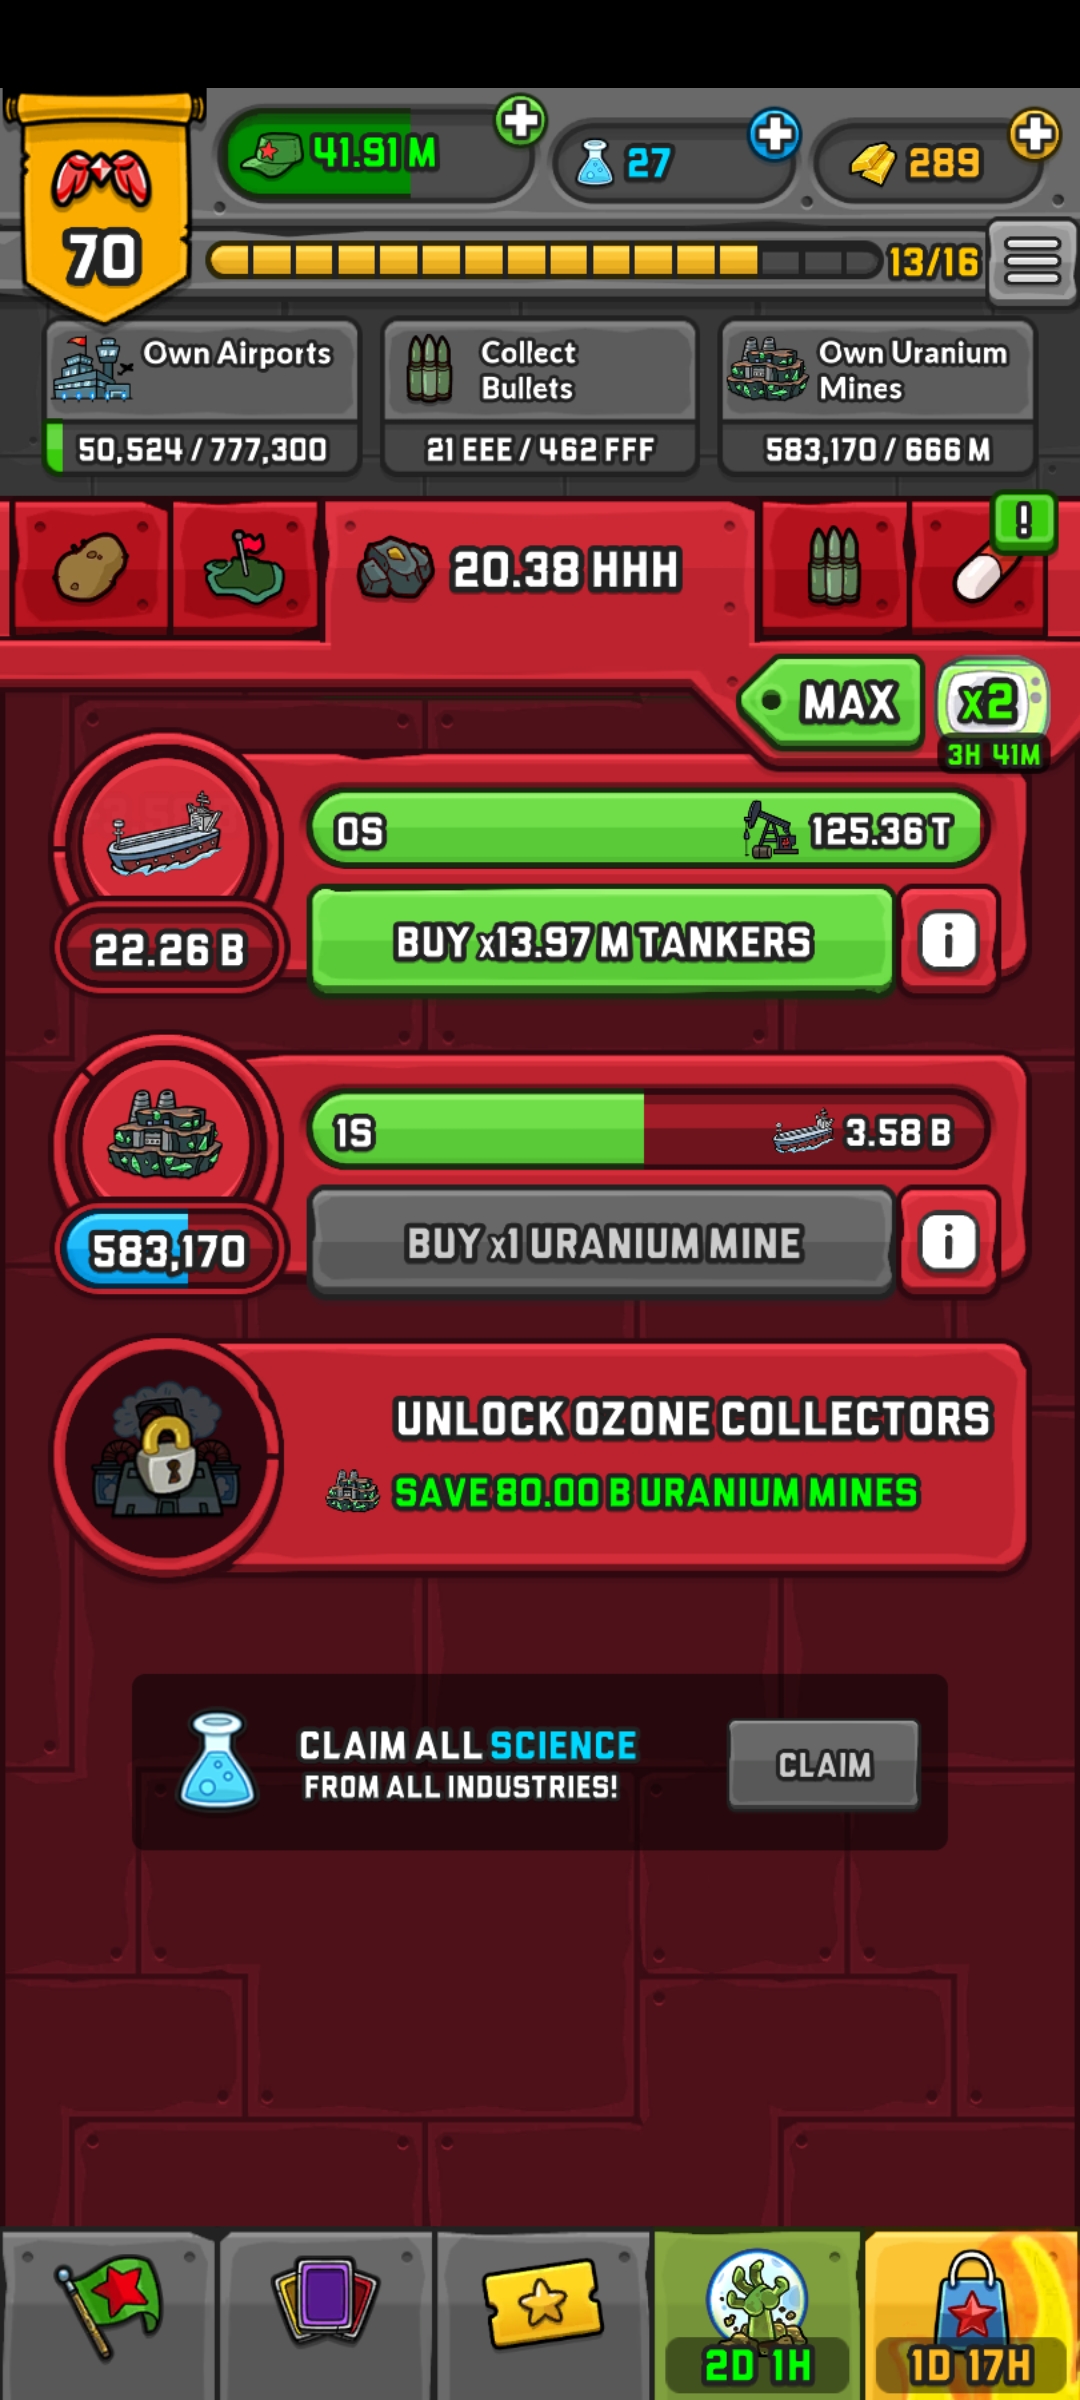 41.91 M
27
289
70
13/16
Own Airports
50,524 / 777,300
Collect
Bullets
21 EEE / 462 FFF
Own Uranium
Mines
583,170 / 666 M
20.38 HHH
!
MAX
x2
3H 41M
0S
125.36 T
22.26 B
BUY x13.97 M TANKERS
i
1S
3.58 B
583,170
BUY x1 URANIUM MINE
i
UNLOCK OZONE COLLECTORS
SAVE 80.00 B URANIUM MINES
CLAIM ALL SCIENCE
FROM ALL INDUSTRIES!
CLAIM
2D 1H
1D 17H